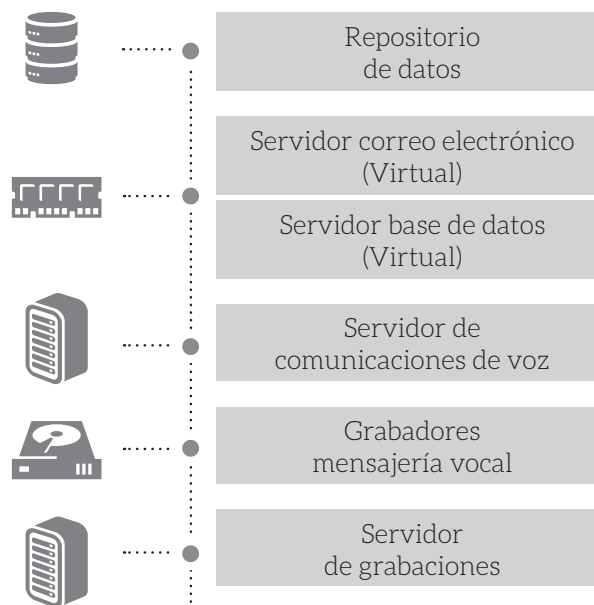 Repositorio
de datos
Servidor correo electrónico
(Virtual)
Servidor base de datos
(Virtual)
Servidor de
comunicaciones de voz
Grabadores
mensajería vocal
Servidor
de grabaciones